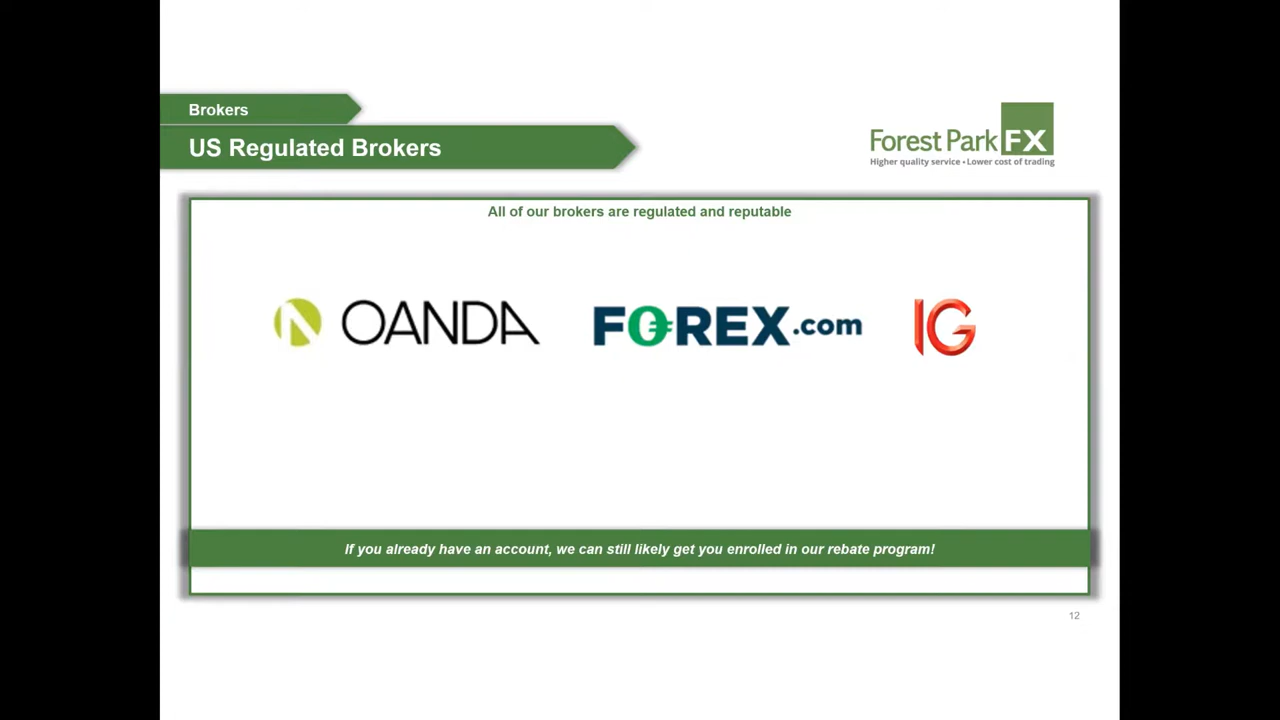 Brokers
US Regulated Brokers
Forest Park FX
Higher quality service • Lower cost of trading
All of our brokers are regulated and reputable
OANDA FOREX.com IG
If you already have an account, we can still likely get you enrolled in our rebate program!
12